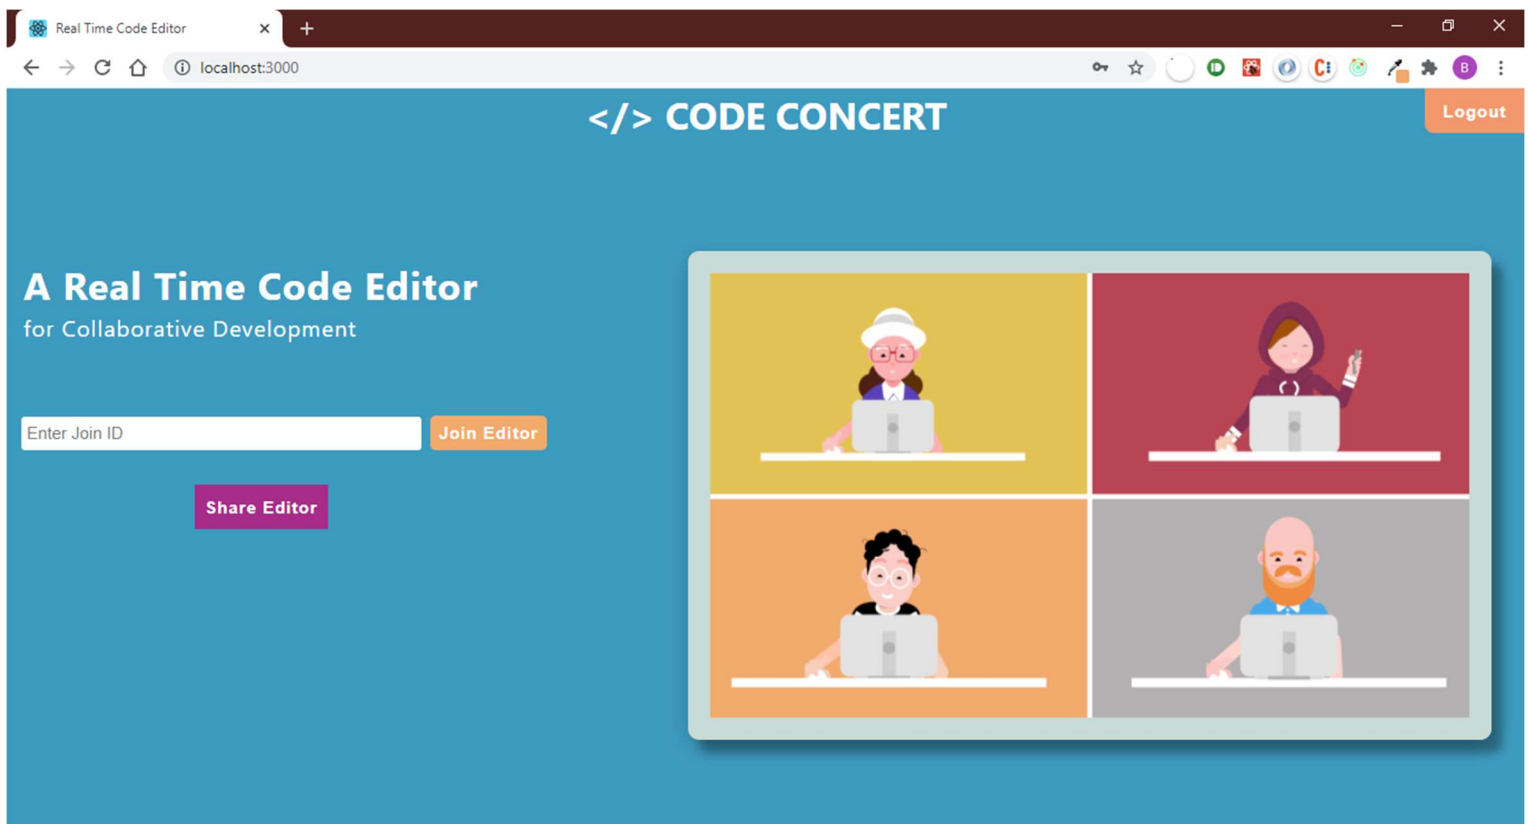 Real Time Code Editor
localhost:3000
B
</> CODE CONCERT
Logout
A Real Time Code Editor
for Collaborative Development
Enter Join ID
Join Editor
Share Editor